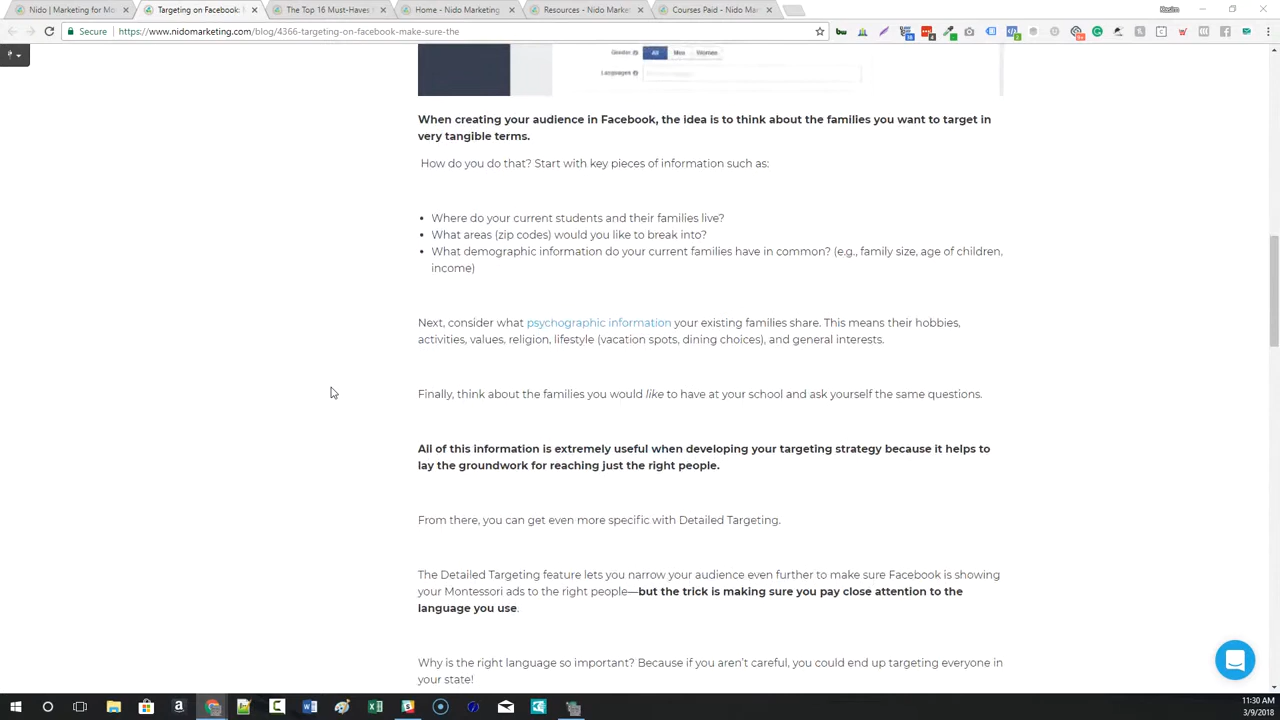 Nido | Marketing for Mo
Targeting on Facebook:
The Top 16 Must-Haves
Home - Nido Marketing
Resources - Nido Market
Courses Paid - Nido Mar
Secure
https://www.nidomarketing.com/blog/4366-targeting-on-facebook-make-sure-the
Gender
All
Men
Women
Languages
When creating your audience in Facebook, the idea is to think about the families you want to target in
very tangible terms.
How do you do that? Start with key pieces of information such as:
• Where do your current students and their families live?
• What areas (zip codes) would you like to break into?
• What demographic information do your current families have in common? (e.g., family size, age of children,
income)
Next, consider what psychographic information your existing families share. This means their hobbies,
activities, values, religion, lifestyle (vacation spots, dining choices), and general interests.
Finally, think about the families you would like to have at your school and ask yourself the same questions.
All of this information is extremely useful when developing your targeting strategy because it helps to
lay the groundwork for reaching just the right people.
From there, you can get even more specific with Detailed Targeting.
The Detailed Targeting feature lets you narrow your audience even further to make sure Facebook is showing
your Montessori ads to the right people—but the trick is making sure you pay close attention to the
language you use.
Why is the right language so important? Because if you aren't careful, you could end up targeting everyone in
your state!
11:30 AM
3/9/2018